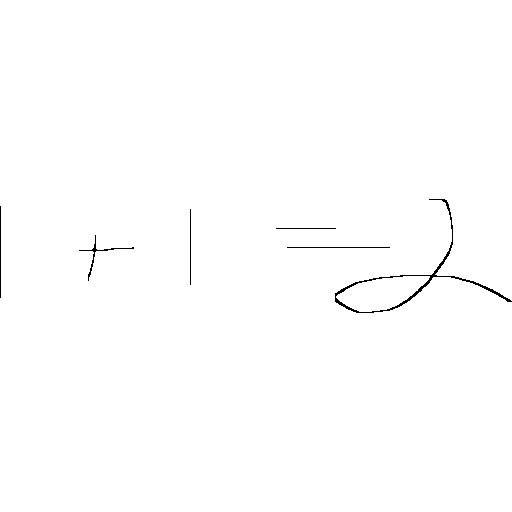 1 + 1 = 2